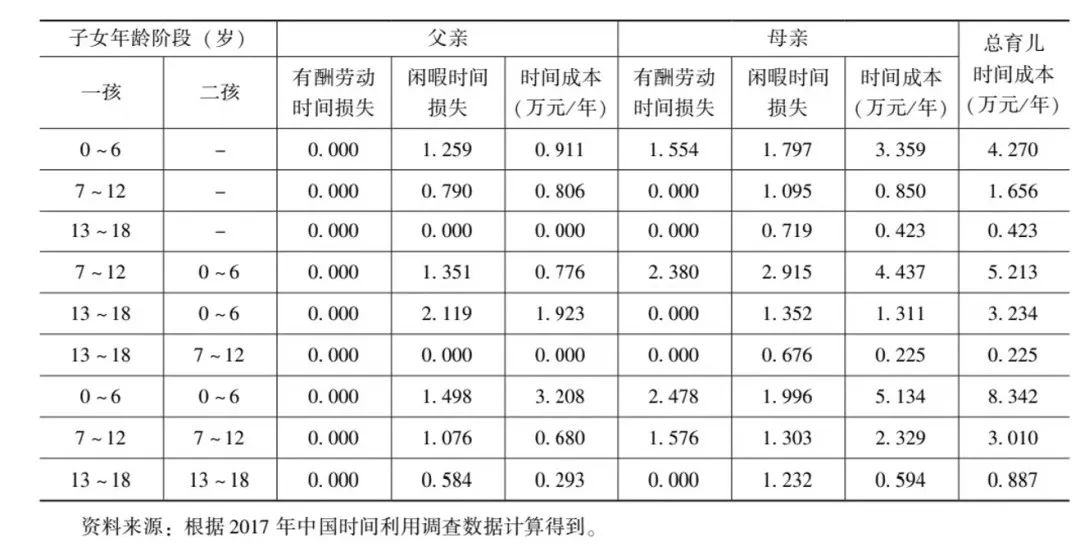 子女年龄阶段（岁） 父亲 母亲 总育儿时间成本（万元/年）
一孩 二孩 有酬劳动时间损失 闲暇时间损失 时间成本（万元/年） 有酬劳动时间损失 闲暇时间损失 时间成本（万元/年）
0~6 - 0.000 1.259 0.911 1.554 1.797 3.359 4.270
7~12 - 0.000 0.790 0.806 0.000 1.095 0.850 1.656
13~18 - 0.000 0.000 0.000 0.000 0.719 0.423 0.423
7~12 0~6 0.000 1.351 0.776 2.380 2.915 4.437 5.213
13~18 0~6 0.000 2.119 1.923 0.000 1.352 1.311 3.234
13~18 7~12 0.000 0.000 0.000 0.000 0.676 0.225 0.225
0~6 0~6 0.000 1.498 3.208 2.478 1.996 5.134 8.342
7~12 7~12 0.000 1.076 0.680 1.576 1.303 2.329 3.010
13~18 13~18 0.000 0.584 0.293 0.000 1.232 0.594 0.887
资料来源：根据2017年中国时间利用调查数据计算得到。